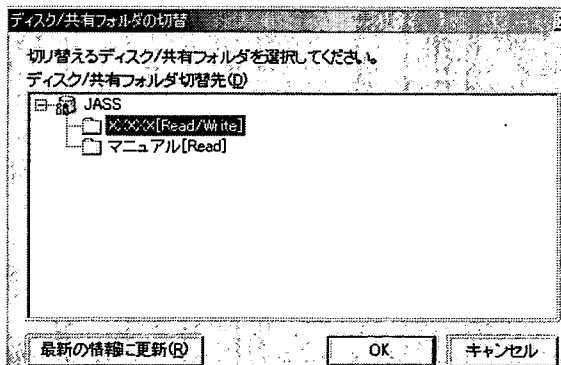 ディスク/共有フォルダの切替
切り替えるディスク/共有フォルダを選択してください。
ディスク/共有フォルダ切替先(D)
JASS
××××[Read/Write]
マニュアル[Read]
最新の情報に更新(R)
OK
キャンセル